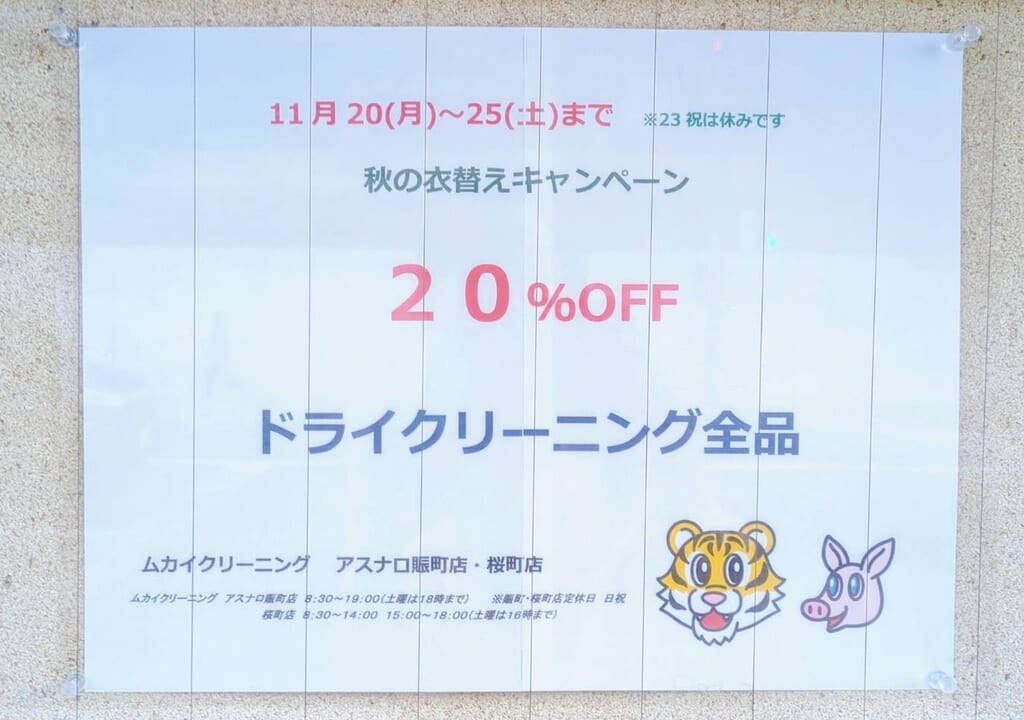 11月20(月)～25(土)まで ※23祝は休みです
秋の衣替えキャンペーン
２０%OFF
ドライクリーニング全品
ムカイクリーニング　アスナロ賑町店・桜町店
ムカイクリーニング アスナロ賑町店 8:30～19:00(土曜は18時まで) ※賑町・桜町店定休日 日祝
桜町店 8:30～14:00 15:00～18:00(土曜は16時まで)